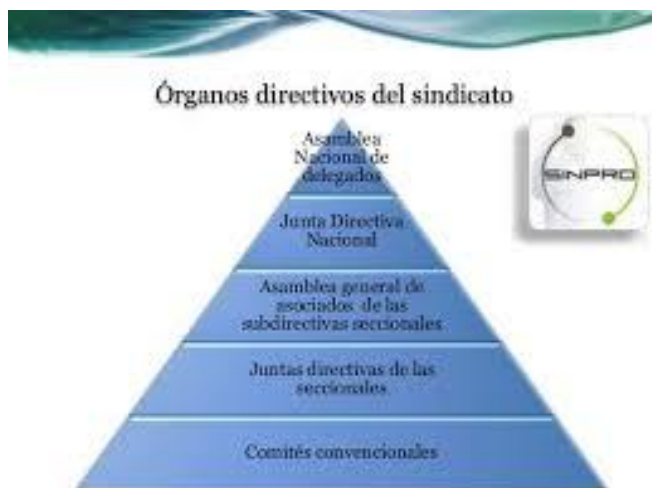 Órganos directivos del sindicato
Asamblea
Nacional de
delegados
SINPRO
Junta Directiva
Nacional
Asamblea general de
asociados de las
subdirectivas seccionales
Juntas directivas de las
seccionales
Comités convencionales